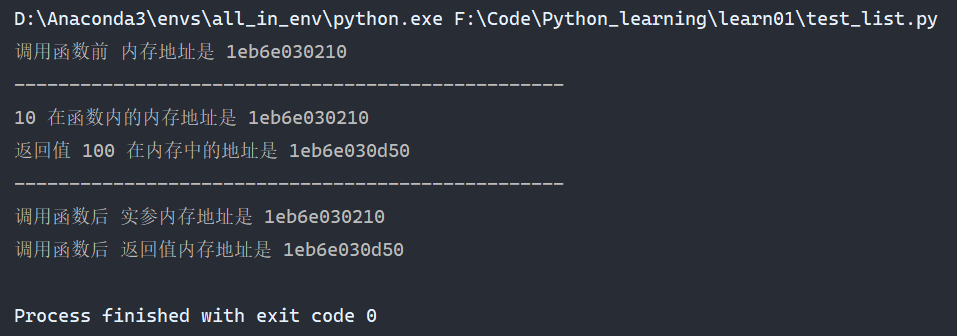 D:\Anaconda3\envs\all_in_env\python.exe F:\Code\Python_learning\learn01\test_list.py
调用函数前 内存地址是 1eb6e030210
--------------------------------------------------
10 在函数内的内存地址是 1eb6e030210
返回值 100 在内存中的地址是 1eb6e030d50
--------------------------------------------------
调用函数后 实参内存地址是 1eb6e030210
调用函数后 返回值内存地址是 1eb6e030d50
Process finished with exit code 0